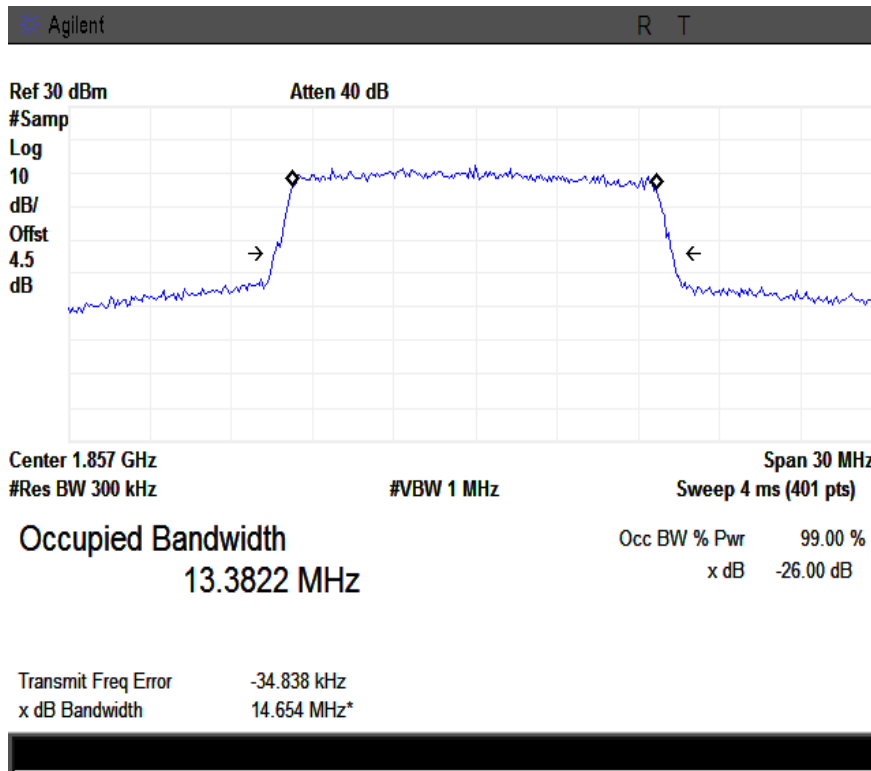 Agilent R T
Ref 30 dBm Atten 40 dB
#Samp
Log
10
dB/
Offst
4.5
dB
Center 1.857 GHz Span 30 MHz
#Res BW 300 kHz #VBW 1 MHz Sweep 4 ms (401 pts)
Occupied Bandwidth Occ BW % Pwr 99.00 %
13.3822 MHz x dB -26.00 dB
Transmit Freq Error -34.838 kHz
x dB Bandwidth 14.654 MHz*